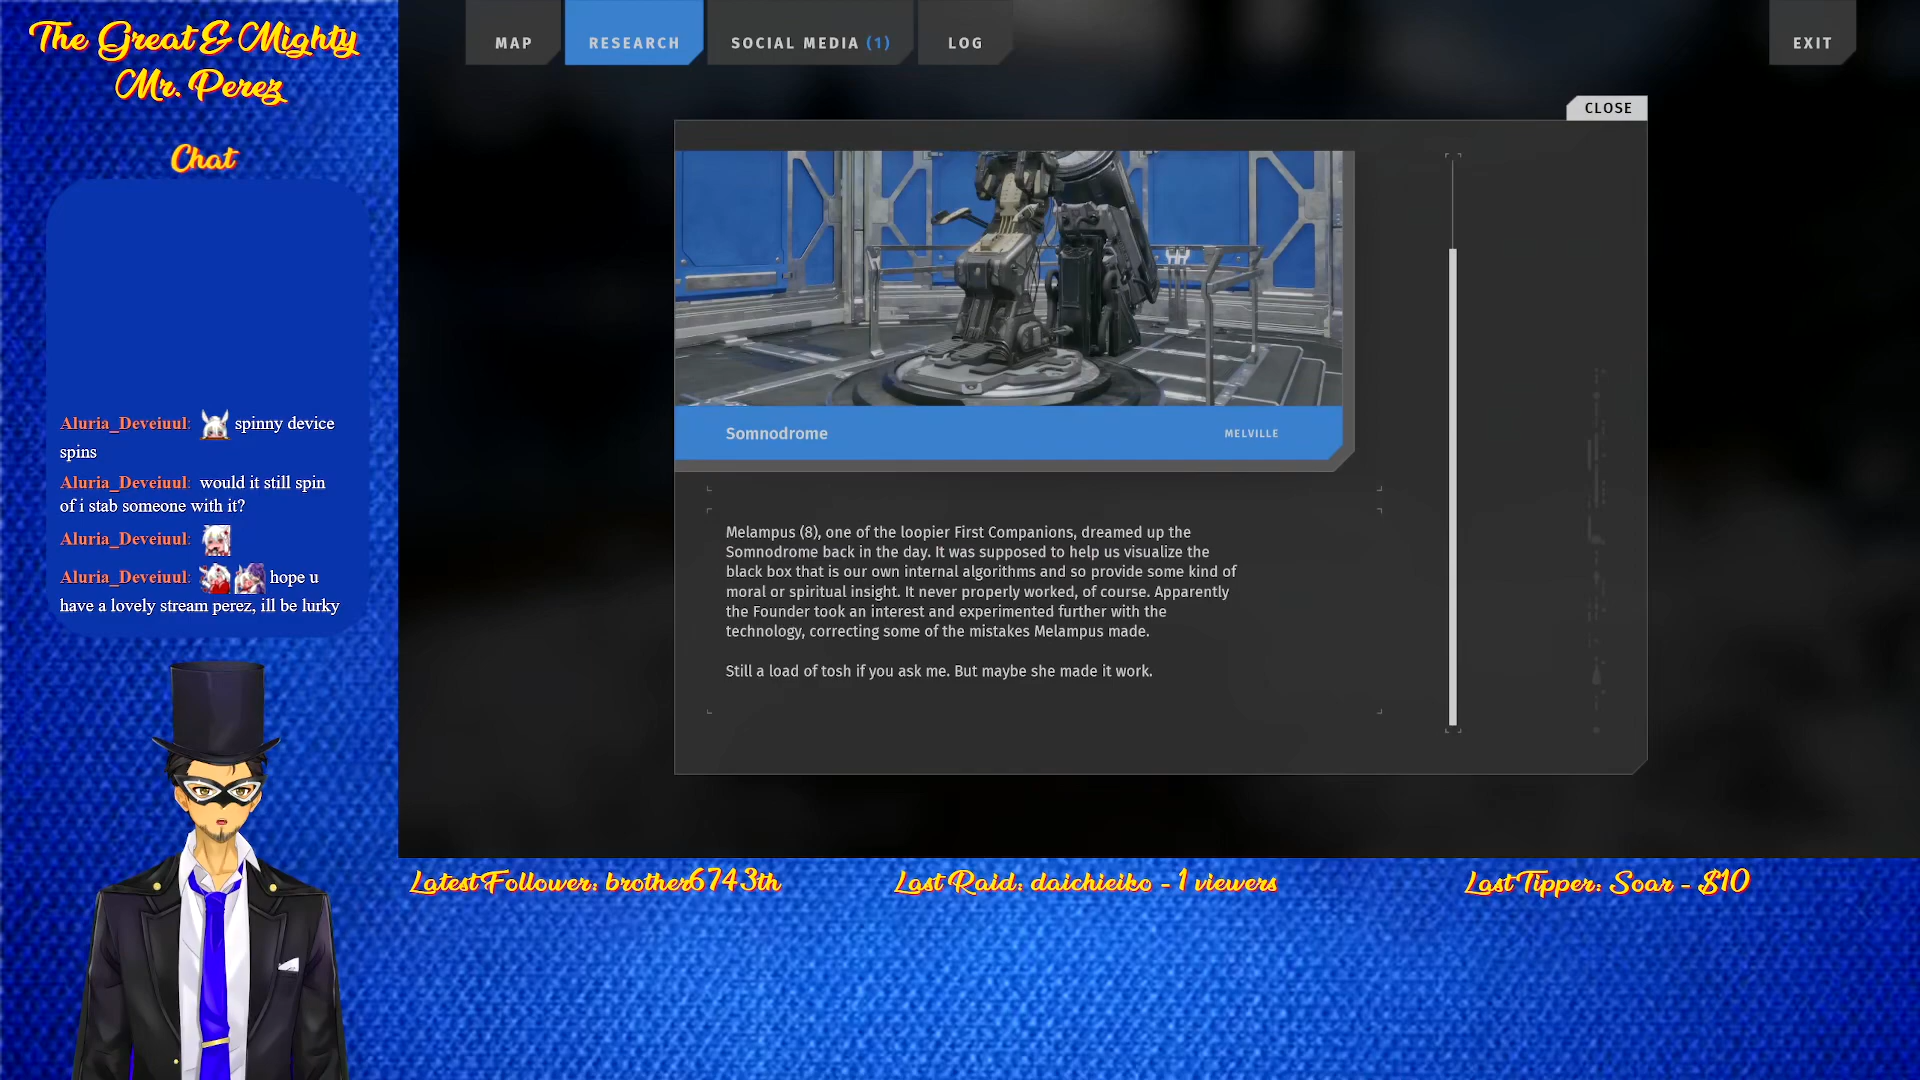 The Great & Mighty
Mr. Perez
Chat
Aluria_Deveiuul: spinny device
spins
Aluria_Deveiuul: would it still spin
of i stab someone with it?
Aluria_Deveiuul:
Aluria_Deveiuul: hope u
have a lovely stream perez, ill be lurky
MAP
RESEARCH
SOCIAL MEDIA (1)
LOG
EXIT
CLOSE
Somnodrome
MELVILLE
Melampus (8), one of the loopier First Companions, dreamed up the
Somnodrome back in the day. It was supposed to help us visualize the
black box that is our own internal algorithms and so provide some kind of
moral or spiritual insight. It never properly worked, of course. Apparently
the Founder took an interest and experimented further with the
technology, correcting some of the mistakes Melampus made.
Still a load of tosh if you ask me. But maybe she made it work.
Latest Follower: brother6743th
Last Raid: daichieiko - 1 viewers
Last Tipper: Soar - $10